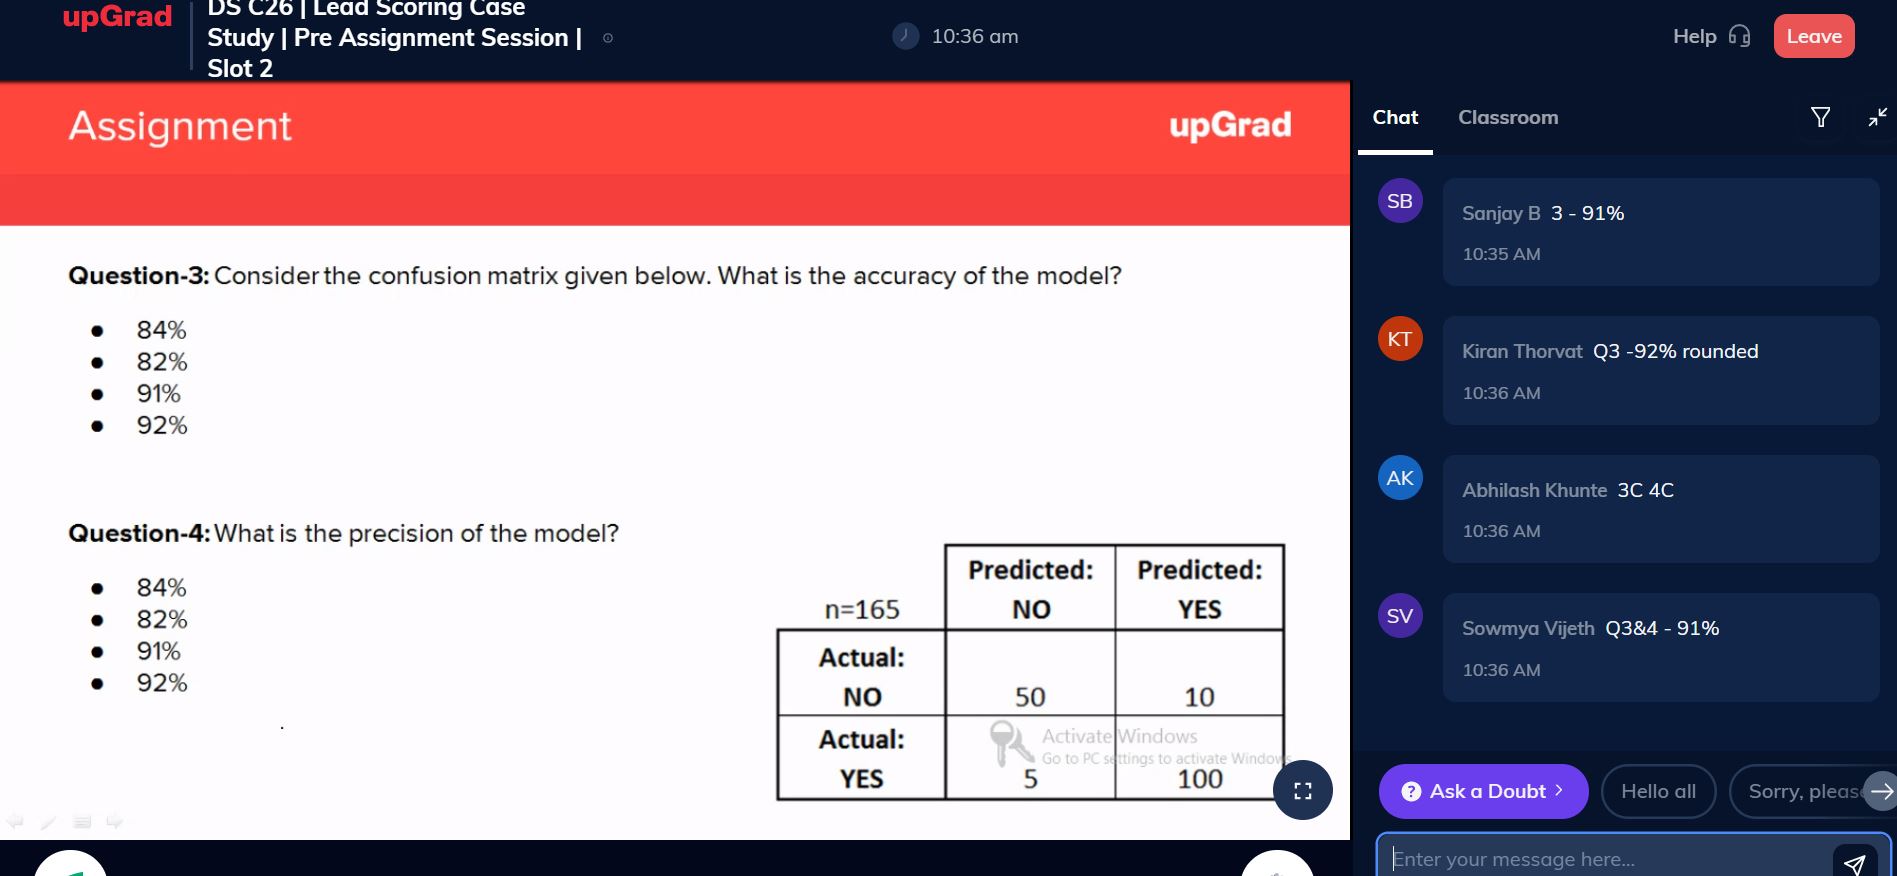 upGrad
DS C26 | Lead Scoring Case
Study | Pre Assignment Session |
Slot 2
10:36 am
Help
Leave
Assignment
upGrad
Question-3: Consider the confusion matrix given below. What is the accuracy of the model?
● 84%
● 82%
● 91%
● 92%
Question-4: What is the precision of the model?
● 84%
● 82%
● 91%
● 92%
n=165
Predicted:
NO
Predicted:
YES
Actual:
NO
50
10
Actual:
YES
5
100
Activate Windows
Go to PC settings to activate Windows
Chat
Classroom
SB
Sanjay B 3 - 91%
10:35 AM
KT
Kiran Thorvat Q3 -92% rounded
10:36 AM
AK
Abhilash Khunte 3C 4C
10:36 AM
SV
Sowmya Vijeth Q3&4 - 91%
10:36 AM
? Ask a Doubt >
Hello all
Sorry, pleas
Enter your message here...